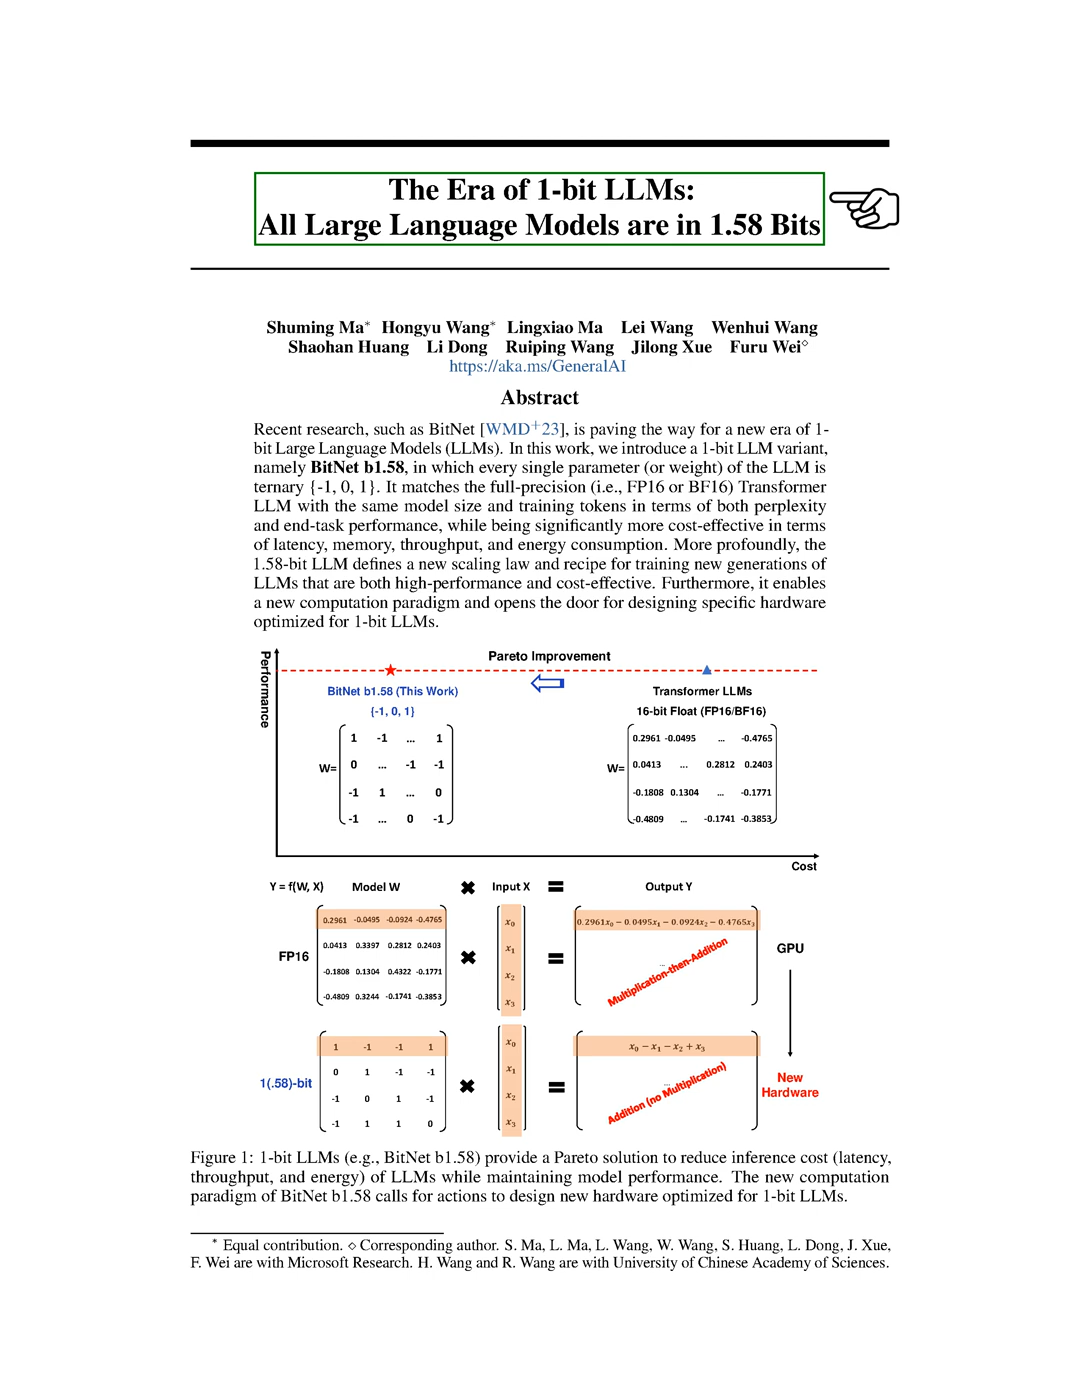 The Era of 1-bit LLMs:
All Large Language Models are in 1.58 Bits
Shuming Ma* Hongyu Wang* Lingxiao Ma Lei Wang Wenhui Wang
Shaohan Huang Li Dong Ruiping Wang Jilong Xue Furu Wei⋄
https://aka.ms/GeneralAI
Abstract
Recent research, such as BitNet [WMD+23], is paving the way for a new era of 1-
bit Large Language Models (LLMs). In this work, we introduce a 1-bit LLM variant,
namely BitNet b1.58, in which every single parameter (or weight) of the LLM is
ternary {-1, 0, 1}. It matches the full-precision (i.e., FP16 or BF16) Transformer
LLM with the same model size and training tokens in terms of both perplexity
and end-task performance, while being significantly more cost-effective in terms
of latency, memory, throughput, and energy consumption. More profoundly, the
1.58-bit LLM defines a new scaling law and recipe for training new generations of
LLMs that are both high-performance and cost-effective. Furthermore, it enables
a new computation paradigm and opens the door for designing specific hardware
optimized for 1-bit LLMs.
Performance
Pareto Improvement
BitNet b1.58 (This Work)
{-1, 0, 1}
W=
1 -1 ... 1
0 ... -1 -1
-1 1 ... 0
-1 ... 0 -1
Transformer LLMs
16-bit Float (FP16/BF16)
W=
0.2961 -0.0495 ... -0.4765
0.0413 ... 0.2812 0.2403
-0.1808 0.1304 ... -0.1771
-0.4809 ... -0.1741 -0.3853
Cost
Y = f(W, X) Model W ✖ Input X = Output Y
FP16
0.2961 -0.0495 -0.0924 -0.4765
0.0413 0.3397 0.2812 0.2403
-0.1808 0.1304 0.4322 -0.1771
-0.4809 0.3244 -0.1741 -0.3853
✖
x0
x1
x2
x3
=
0.2961x0 − 0.0495x1 − 0.0924x2 − 0.4765x3
...
Multiplication-then-Addition
GPU
1(.58)-bit
1 -1 -1 1
0 1 -1 -1
-1 0 1 -1
-1 1 1 0
✖
x0
x1
x2
x3
=
x0 − x1 − x2 + x3
...
Addition (no Multiplication)
New
Hardware
Figure 1: 1-bit LLMs (e.g., BitNet b1.58) provide a Pareto solution to reduce inference cost (latency,
throughput, and energy) of LLMs while maintaining model performance. The new computation
paradigm of BitNet b1.58 calls for actions to design new hardware optimized for 1-bit LLMs.
* Equal contribution. ⋄ Corresponding author. S. Ma, L. Ma, L. Wang, W. Wang, S. Huang, L. Dong, J. Xue,
F. Wei are with Microsoft Research. H. Wang and R. Wang are with University of Chinese Academy of Sciences.